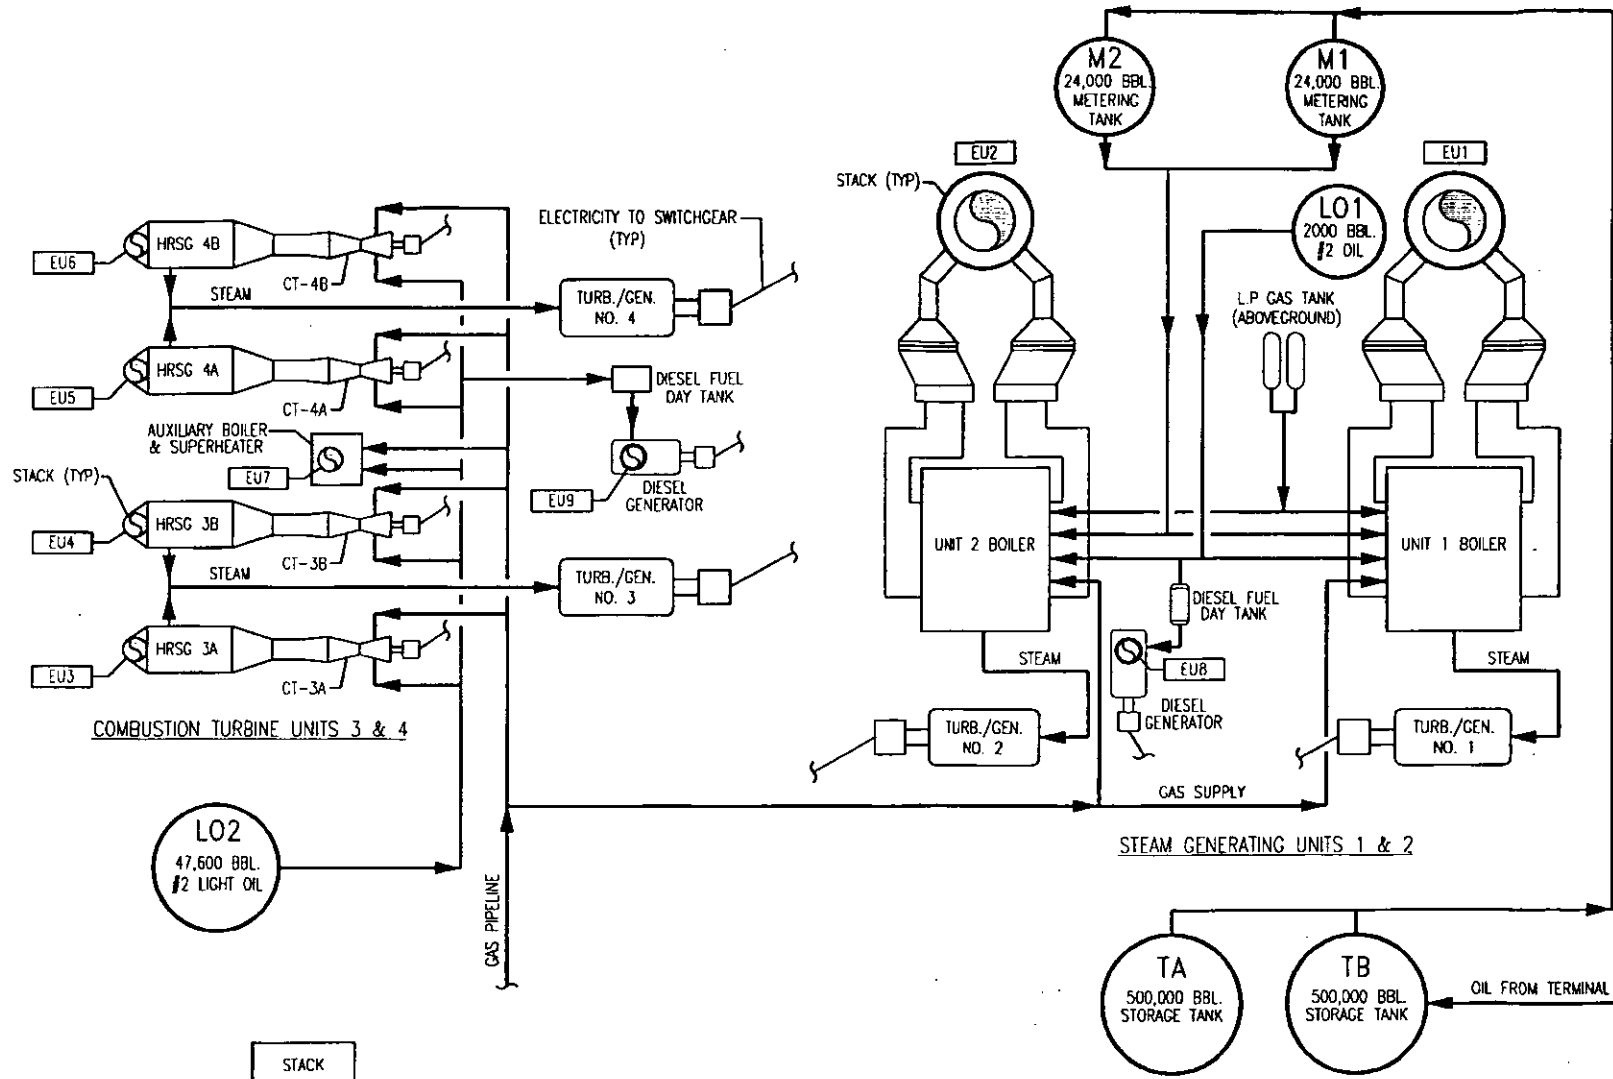 M2
24,000 BBL.
METERING
TANK
M1
24,000 BBL.
METERING
TANK
EU2
EU1
STACK (TYP)
LO1
2000 BBL.
#2 OIL
L.P GAS TANK
(ABOVEGROUND)
ELECTRICITY TO SWITCHGEAR
(TYP)
HRSG 4B
EU6
CT-4B
STEAM
TURB./GEN.
NO. 4
HRSG 4A
EU5
CT-4A
DIESEL FUEL
DAY TANK
AUXILIARY BOILER
& SUPERHEATER
EU7
EU9
DIESEL
GENERATOR
STACK (TYP)
HRSG 3B
EU4
CT-3B
STEAM
TURB./GEN.
NO. 3
HRSG 3A
EU3
CT-3A
COMBUSTION TURBINE UNITS 3 & 4
UNIT 2 BOILER
UNIT 1 BOILER
DIESEL FUEL
DAY TANK
STEAM
EU8
STEAM
DIESEL
GENERATOR
TURB./GEN.
NO. 2
TURB./GEN.
NO. 1
GAS SUPPLY
STEAM GENERATING UNITS 1 & 2
LO2
47,600 BBL.
#2 LIGHT OIL
GAS PIPELINE
TA
500,000 BBL.
STORAGE TANK
TB
500,000 BBL.
STORAGE TANK
OIL FROM TERMINAL
STACK